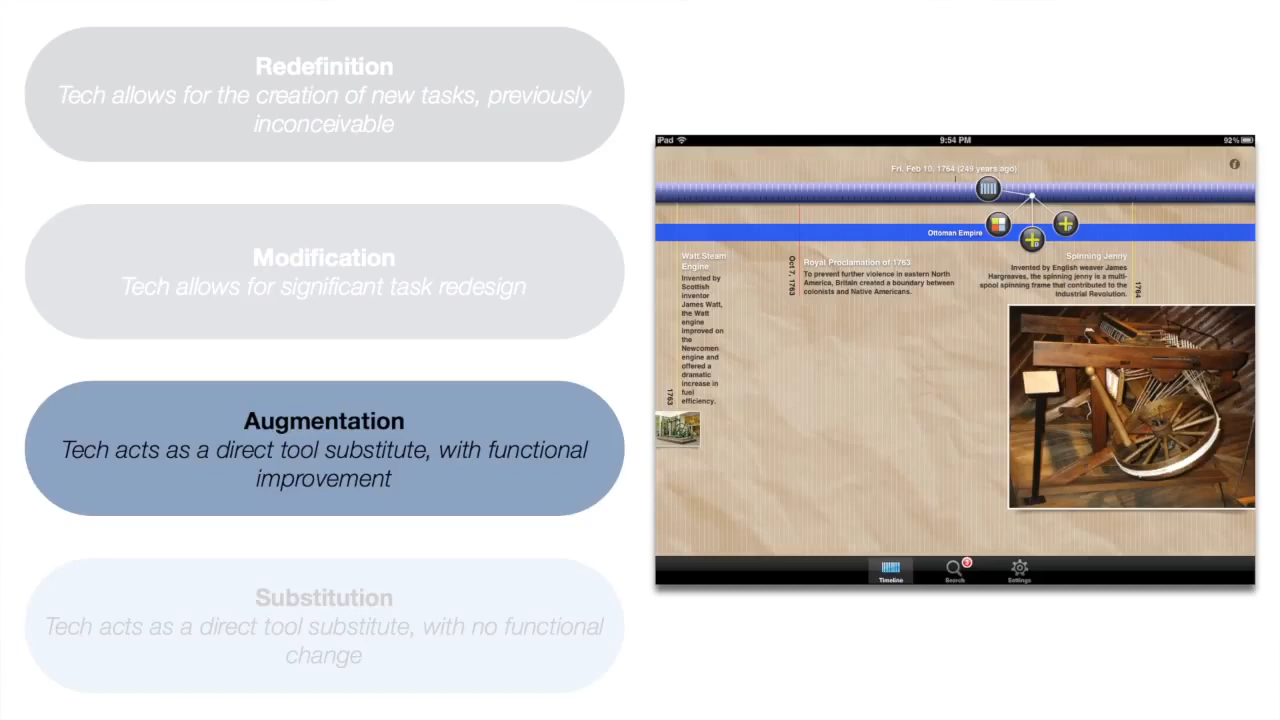 Redefinition
Tech allows for the creation of new tasks, previously
inconceivable
Modification
Tech allows for significant task redesign
Augmentation
Tech acts as a direct tool substitute, with functional
improvement
Substitution
Tech acts as a direct tool substitute, with no functional
change
iPad
9:54 PM
92%
Fri, Feb 10, 1764 (249 years ago)
Ottoman Empire
Watt Steam
Engine
Invented by
Scottish
inventor
James Watt,
the Watt
engine
improved on
the
Newcomen
engine and
offered a
dramatic
increase in
fuel
efficiency.
1763
Oct 7, 1763
Royal Proclamation of 1763
To prevent further violence in eastern North
America, Britain created a boundary between
colonists and Native Americans.
Spinning Jenny
Invented by English weaver James
Hargreaves, the spinning jenny is a multi-
spool spinning frame that contributed to the
Industrial Revolution.
1764
Timeline
Search
Settings